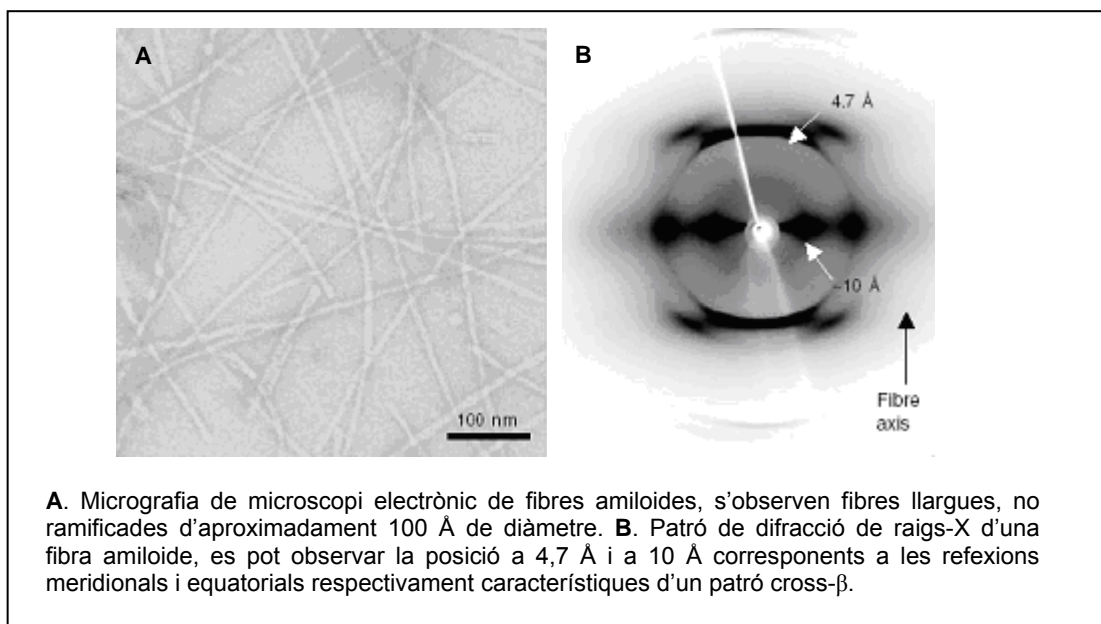 A
B
4.7 Å
~10 Å
100 nm
Fibre
axis
A. Micrografia de microscopi electrònic de fibres amiloides, s’observen fibres llargues, no
ramificades d’aproximadament 100 Å de diàmetre. B. Patró de difracció de raigs-X d’una
fibra amiloide, es pot observar la posició a 4,7 Å i a 10 Å corresponents a les refexions
meridionals i equatorials respectivament característiques d’un patró cross-β.